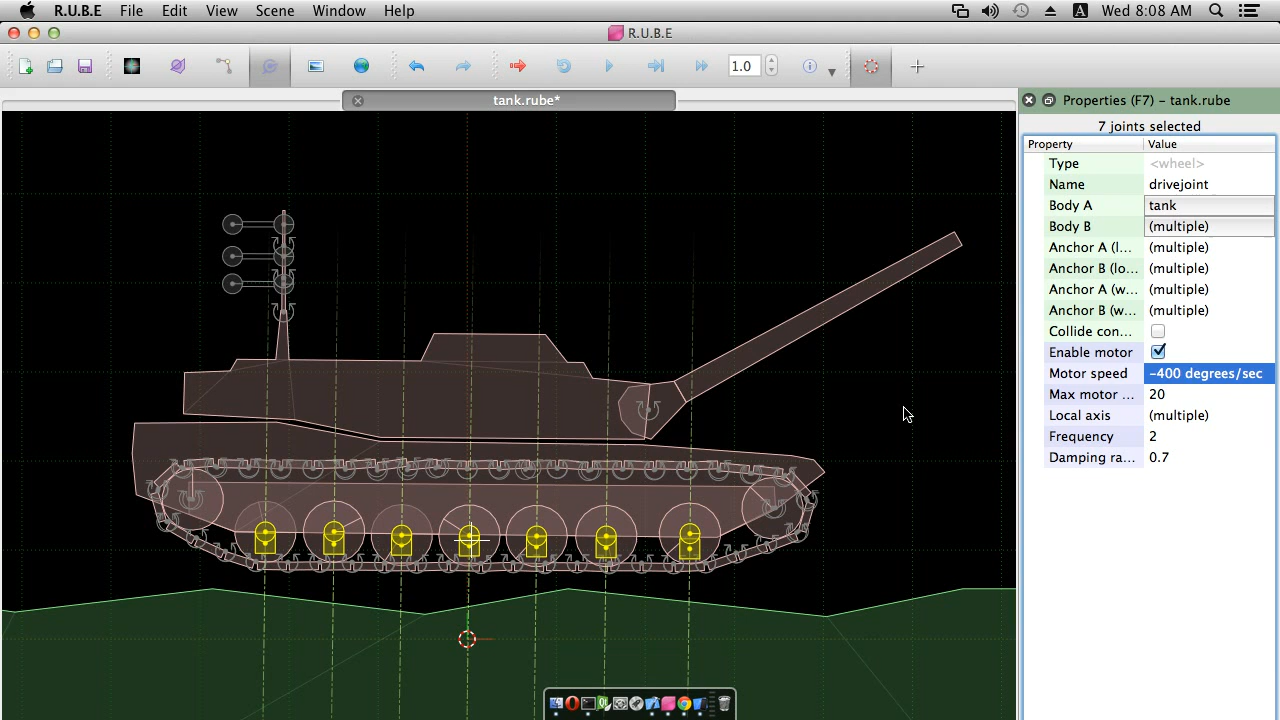 R.U.B.E File Edit View Scene Window Help A Wed 8:08 AM
R.U.B.E
1.0
tank.rube*
Properties (F7) - tank.rube
7 joints selected
Property Value
Type <wheel>
Name drivejoint
Body A tank
Body B (multiple)
Anchor A (l... (multiple)
Anchor B (lo... (multiple)
Anchor A (w... (multiple)
Anchor B (w... (multiple)
Collide con...
Enable motor
Motor speed -400 degrees/sec
Max motor ... 20
Local axis (multiple)
Frequency 2
Damping ra... 0.7